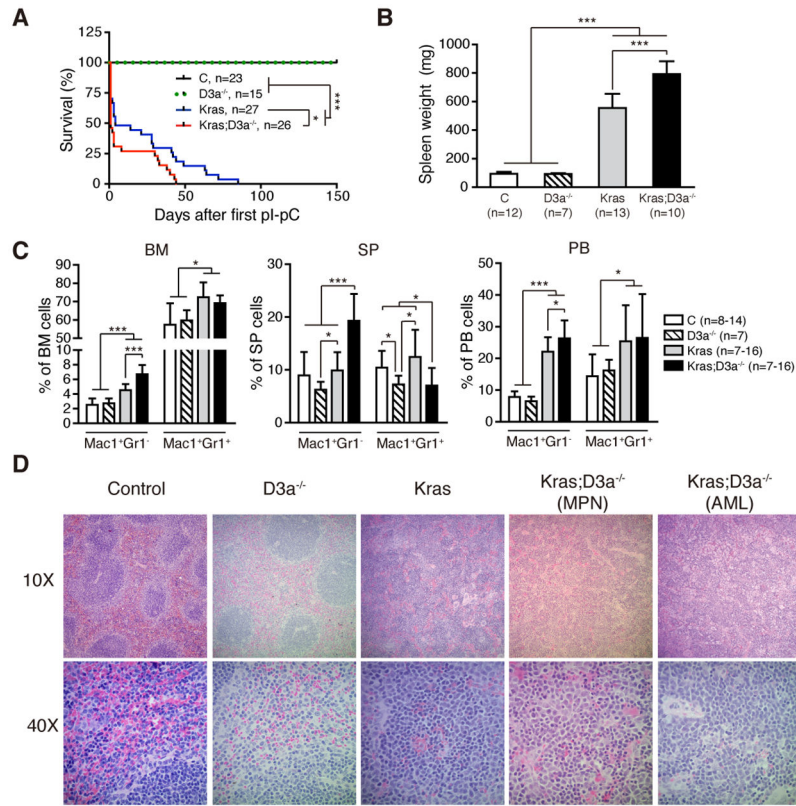 A
125
100
75
50
25
0
Survival (%)
0 50 100 150
Days after first pI-pC
C, n=23
D3a-/-, n=15
Kras, n=27
Kras;D3a-/-, n=26
*
***
B
***
***
1000
800
600
400
200
0
Spleen weight (mg)
C
(n=12)
D3a-/-
(n=7)
Kras
(n=13)
Kras;D3a-/-
(n=10)
C
BM
% of BM cells
90
80
70
60
50
8
6
4
2
0
***
***
*
Mac1+Gr1-
Mac1+Gr1+
SP
% of SP cells
30
20
10
0
***
*
*
*
*
Mac1+Gr1-
Mac1+Gr1+
PB
% of PB cells
50
40
30
20
10
0
***
*
*
Mac1+Gr1-
Mac1+Gr1+
C (n=8-14)
D3a-/- (n=7)
Kras (n=7-16)
Kras;D3a-/- (n=7-16)
D
Control
D3a-/-
Kras
Kras;D3a-/-
(MPN)
Kras;D3a-/-
(AML)
10X
40X